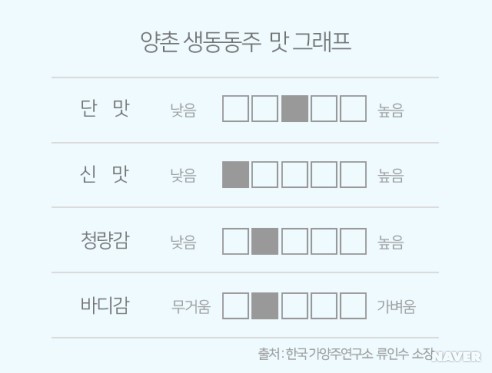 양촌 생동동주 맛 그래프
단 맛 낮음 높음
신 맛 낮음 높음
청량감 낮음 높음
바디감 무거움 가벼움
출처 : 한국가양주연구소 류인수 소장
NAVER